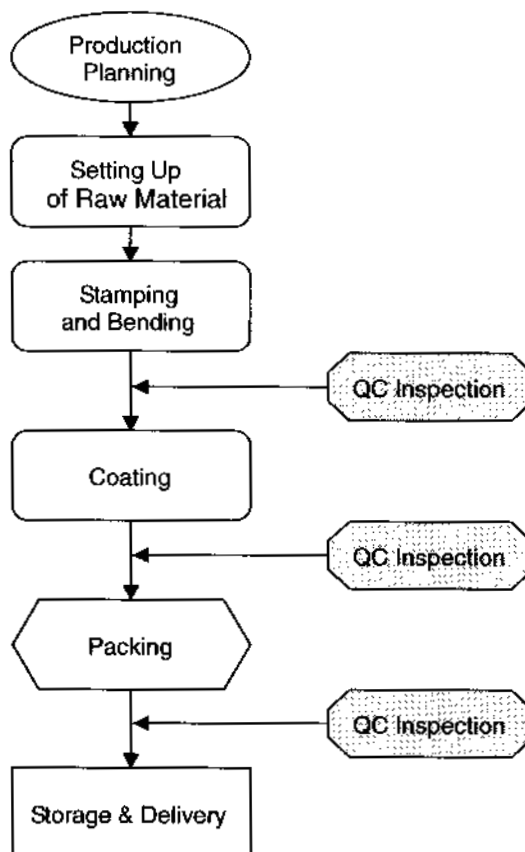 Production
Planning
Setting Up
of Raw Material
Stamping
and Bending
QC Inspection
Coating
QC Inspection
Packing
QC Inspection
Storage & Delivery